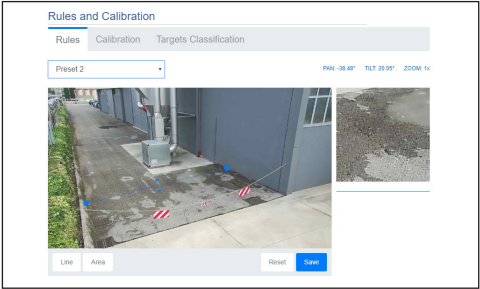 Rules and Calibration
Rules Calibration Targets Classification
Preset 2
PAN: -38.48° TILT: 20.05° ZOOM: 1x
Line Area Reset Save